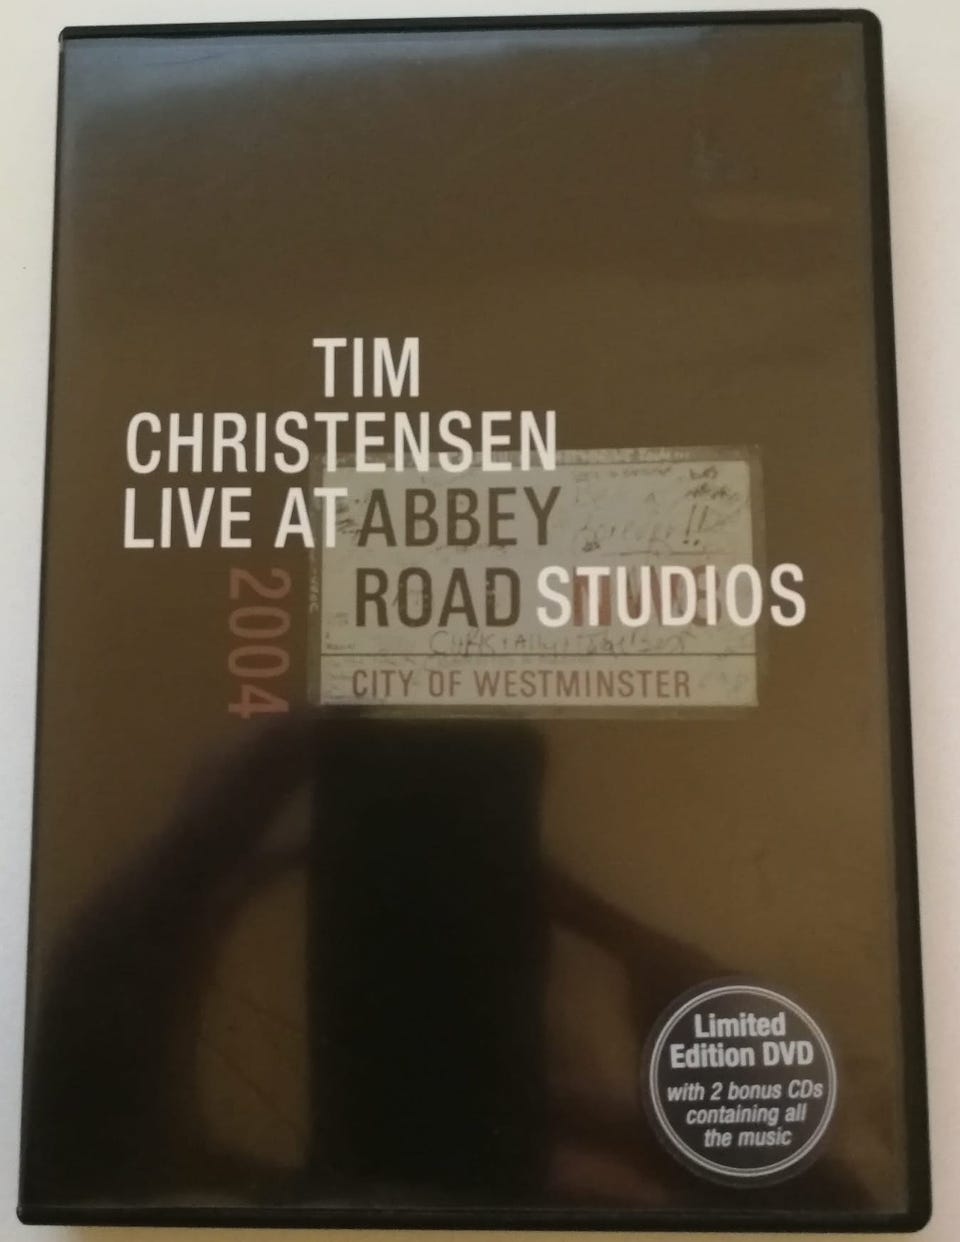 TIM
CHRISTENSEN
LIVE AT ABBEY
ROAD STUDIOS
2004
CITY OF WESTMINSTER
Limited
Edition DVD
with 2 bonus CDs
containing all
the music